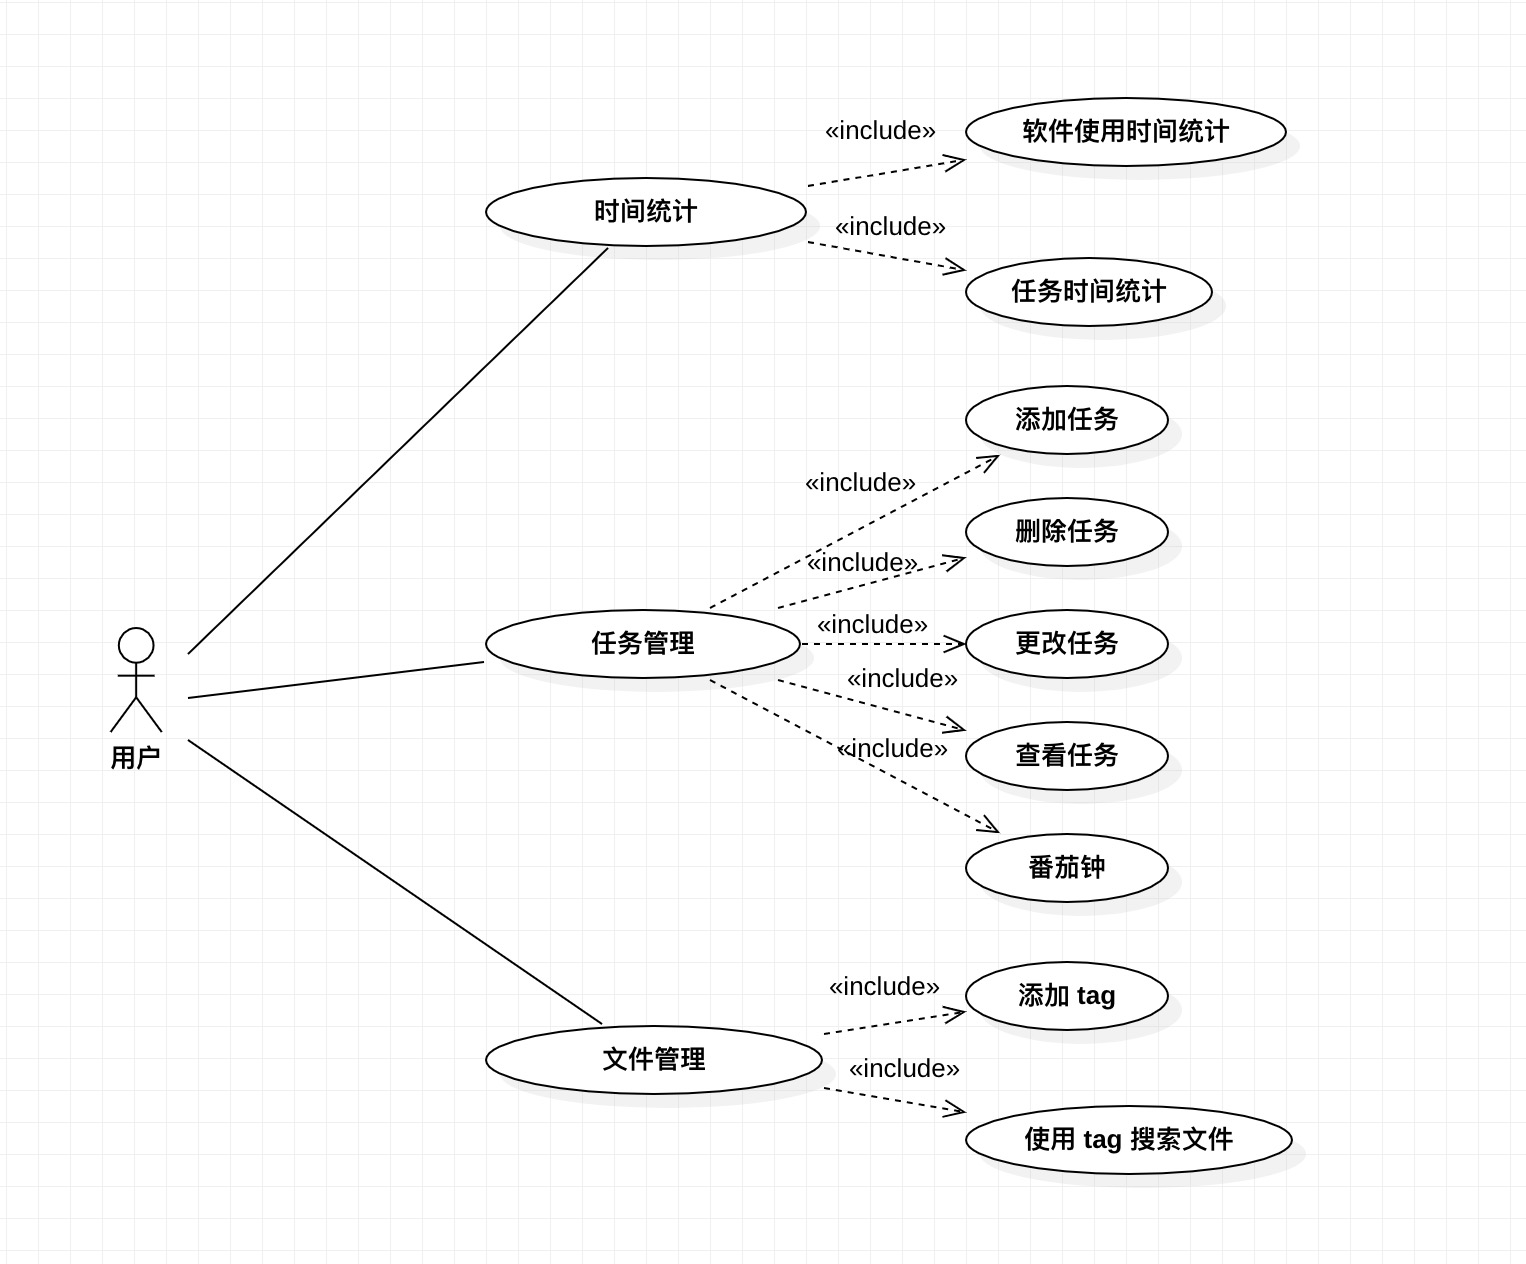 «include»
软件使用时间统计
时间统计
«include»
任务时间统计
添加任务
«include»
删除任务
«include»
«include»
任务管理
更改任务
«include»
查看任务
«include»
用户
番茄钟
«include»
添加 tag
文件管理
«include»
使用 tag 搜索文件